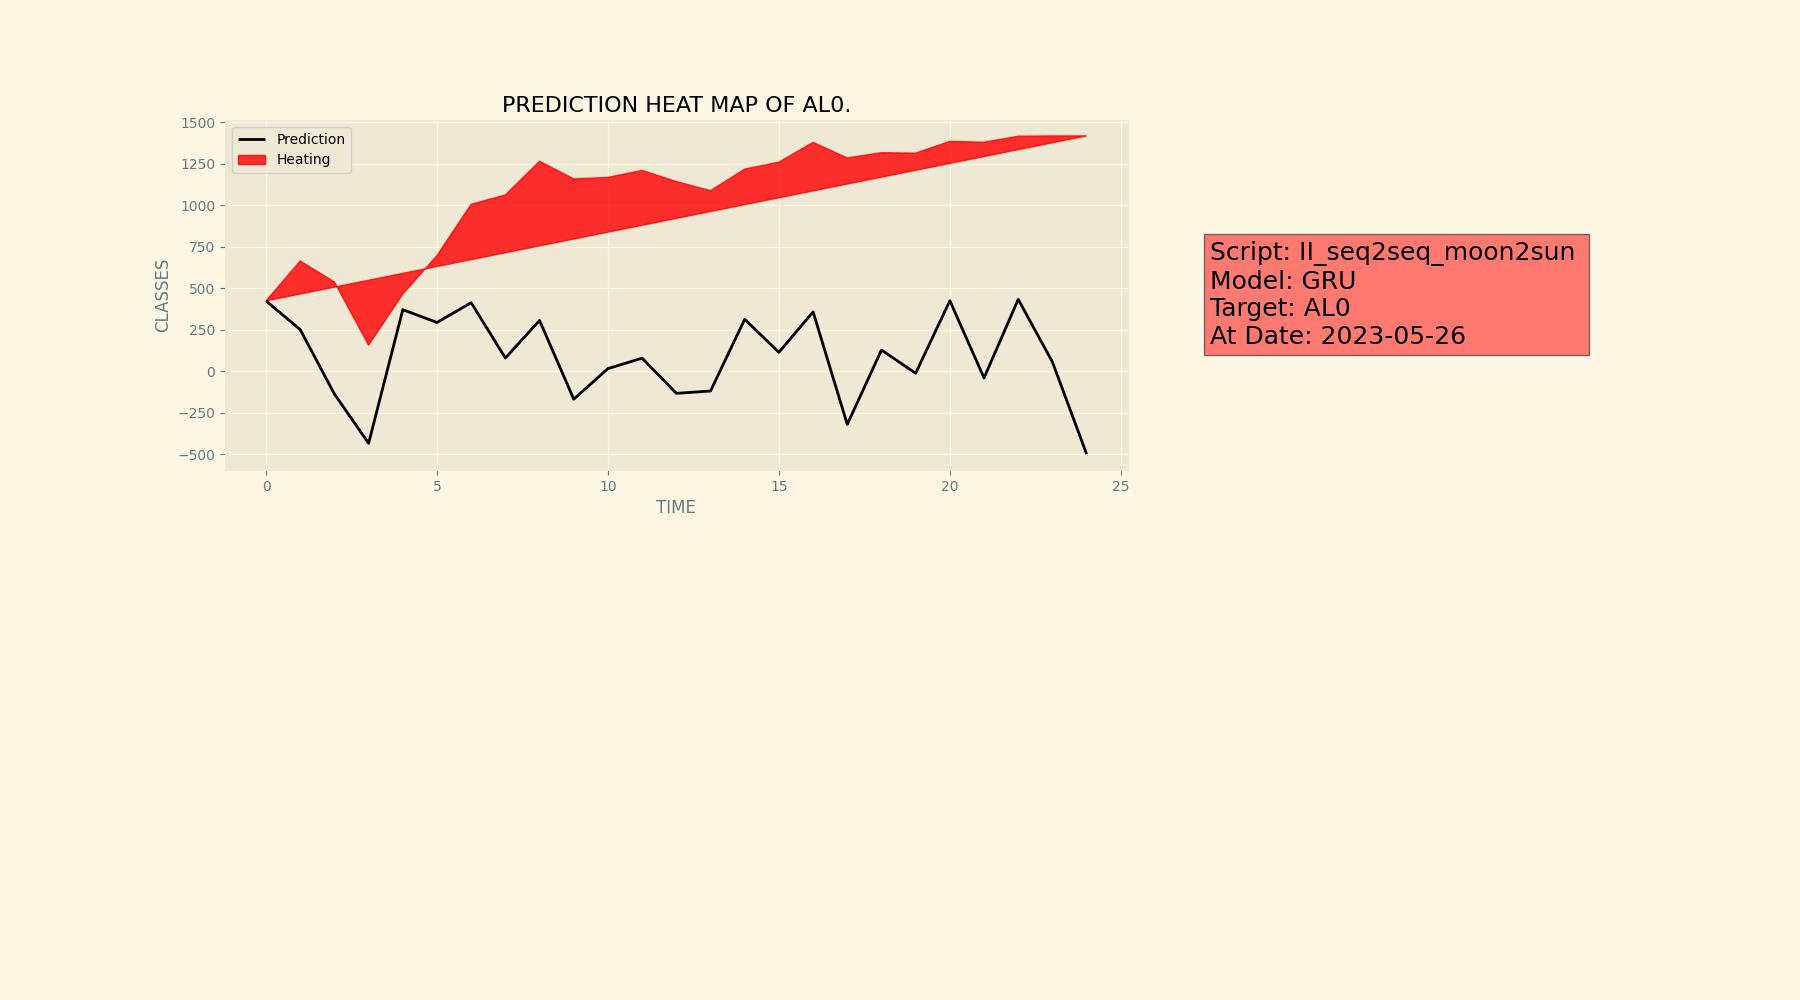 PREDICTION HEAT MAP OF AL0.
Prediction
Heating
1500
1250
1000
750
500
250
0
−250
−500
CLASSES
0 5 10 15 20 25
TIME
Script: II_seq2seq_moon2sun
Model: GRU
Target: AL0
At Date: 2023-05-26